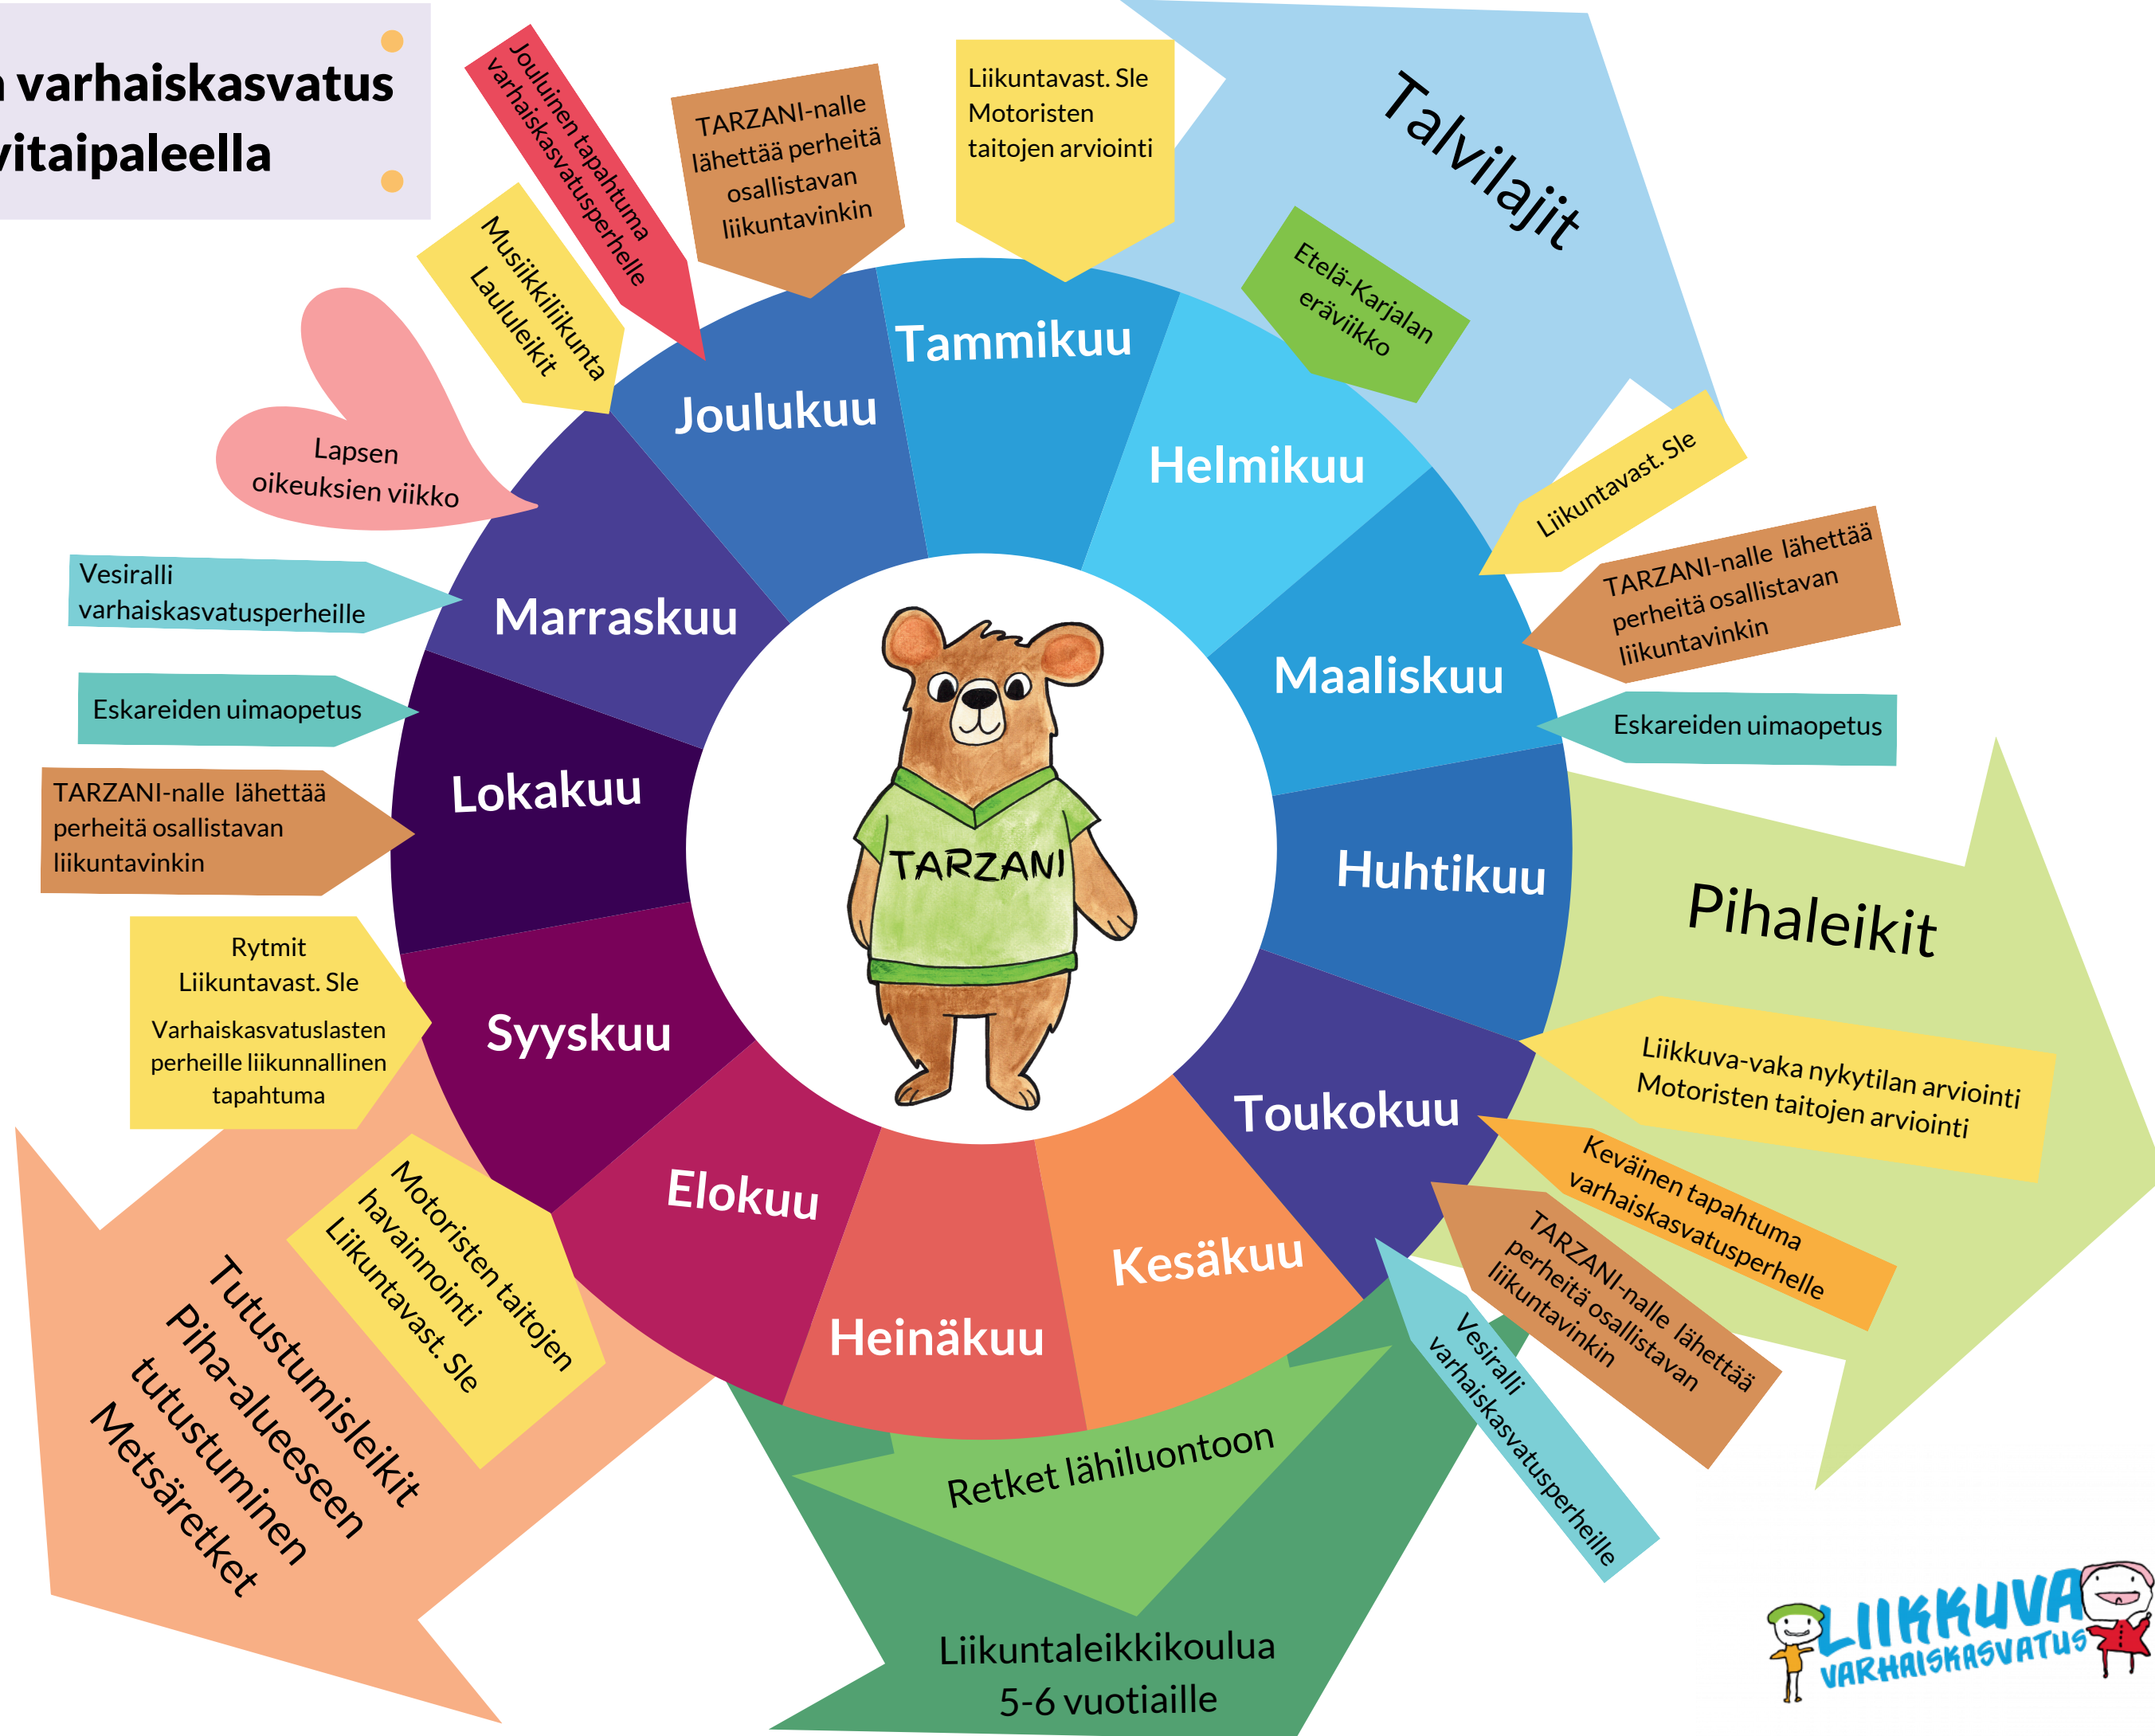 varhaiskasvatus
vitaipaleella
Jouluinen tapahtuma
varhaiskasvatusperhelle
TARZANI-nalle
lähettää perheitä
osallistavan
liikuntavinkin
Liikuntavast. Sle
Motoristen
taitojen arviointi
Talvilajit
Musiikkiliikunta
Laululeikit
Etelä-Karjalan
eräviikko
Lapsen
oikeuksien viikko
Liikuntavast. Sle
TARZANI-nalle lähettää
perheitä osallistavan
liikuntavinkin
Vesiralli
varhaiskasvatusperheille
Eskareiden uimaopetus
Eskareiden uimaopetus
TARZANI-nalle lähettää
perheitä osallistavan
liikuntavinkin
Tammikuu
Helmikuu
Maaliskuu
Huhtikuu
Toukokuu
Kesäkuu
Heinäkuu
Elokuu
Syyskuu
Lokakuu
Marraskuu
Joulukuu
TARZANI
Pihaleikit
Rytmit
Liikuntavast. Sle
Varhaiskasvatuslasten
perheille liikunnallinen
tapahtuma
Liikkuva-vaka nykytilan arviointi
Motoristen taitojen arviointi
Keväinen tapahtuma
varhaiskasvatusperhelle
TARZANI-nalle lähettää
perheitä osallistavan
liikuntavinkin
Vesiralli
varhaiskasvatusperheille
Motoristen taitojen
havainnointi
Liikuntavast. Sle
Tutustumisleikit
Piha-alueeseen
tutustuminen
Metsäretket
Retket lähiluontoon
Liikuntaleikkikoulua
5-6 vuotiaille
LIIKKUVA
VARHAISKASVATUS